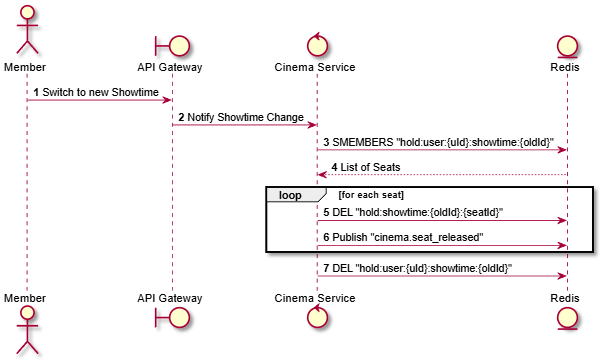 Member
API Gateway
Cinema Service
Redis
1 Switch to new Showtime
2 Notify Showtime Change
3 SMEMBERS "hold:user:{uId}:showtime:{oldId}"
4 List of Seats
loop [for each seat]
5 DEL "hold:showtime:{oldId}:{seatId}"
6 Publish "cinema.seat_released"
7 DEL "hold:user:{uId}:showtime:{oldId}"
Member
API Gateway
Cinema Service
Redis